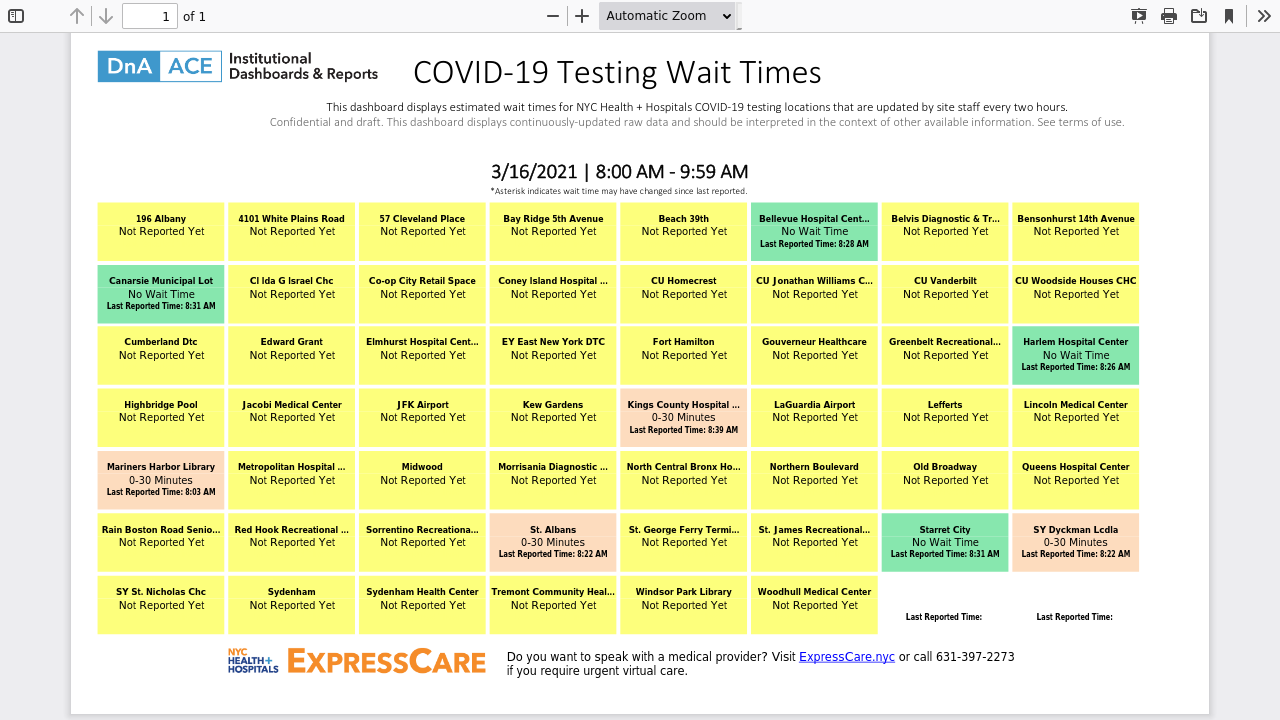 1 of 1 Automatic Zoom
DnA ACE Institutional
Dashboards & Reports
COVID-19 Testing Wait Times
This dashboard displays estimated wait times for NYC Health + Hospitals COVID-19 testing locations that are updated by site staff every two hours.
Confidential and draft. This dashboard displays continuously-updated raw data and should be interpreted in the context of other available information. See terms of use.
3/16/2021 | 8:00 AM - 9:59 AM
*Asterisk indicates wait time may have changed since last reported.
196 Albany 4101 White Plains Road 57 Cleveland Place Bay Ridge 5th Avenue Beach 39th Bellevue Hospital Cent... Belvis Diagnostic & Tr... Bensonhurst 14th Avenue
Not Reported Yet Not Reported Yet Not Reported Yet Not Reported Yet Not Reported Yet No Wait Time Not Reported Yet Not Reported Yet
Last Reported Time: 8:28 AM
Canarsie Municipal Lot CI Ida G Israel Chc Co-op City Retail Space Coney Island Hospital ... CU Homecrest CU Jonathan Williams C... CU Vanderbilt CU Woodside Houses CHC
No Wait Time Not Reported Yet Not Reported Yet Not Reported Yet Not Reported Yet Not Reported Yet Not Reported Yet Not Reported Yet
Last Reported Time: 8:31 AM
Cumberland Dtc Edward Grant Elmhurst Hospital Cent... EY East New York DTC Fort Hamilton Gouverneur Healthcare Greenbelt Recreational... Harlem Hospital Center
Not Reported Yet Not Reported Yet Not Reported Yet Not Reported Yet Not Reported Yet Not Reported Yet Not Reported Yet No Wait Time
Last Reported Time: 8:26 AM
Highbridge Pool Jacobi Medical Center JFK Airport Kew Gardens Kings County Hospital ... LaGuardia Airport Lefferts Lincoln Medical Center
Not Reported Yet Not Reported Yet Not Reported Yet Not Reported Yet 0-30 Minutes Not Reported Yet Not Reported Yet Not Reported Yet
Last Reported Time: 8:39 AM
Mariners Harbor Library Metropolitan Hospital ... Midwood Morrisania Diagnostic ... North Central Bronx Ho... Northern Boulevard Old Broadway Queens Hospital Center
0-30 Minutes Not Reported Yet Not Reported Yet Not Reported Yet Not Reported Yet Not Reported Yet Not Reported Yet Not Reported Yet
Last Reported Time: 8:03 AM
Rain Boston Road Senio... Red Hook Recreational ... Sorrentino Recreationa... St. Albans St. George Ferry Termi... St. James Recreational... Starret City SY Dyckman Lcdla
Not Reported Yet Not Reported Yet Not Reported Yet 0-30 Minutes Not Reported Yet Not Reported Yet No Wait Time 0-30 Minutes
Last Reported Time: 8:22 AM Last Reported Time: 8:31 AM Last Reported Time: 8:22 AM
SY St. Nicholas Chc Sydenham Sydenham Health Center Tremont Community Heal... Windsor Park Library Woodhull Medical Center
Not Reported Yet Not Reported Yet Not Reported Yet Not Reported Yet Not Reported Yet Not Reported Yet
Last Reported Time: Last Reported Time:
NYC
HEALTH+
HOSPITALS
EXPRESSCARE
Do you want to speak with a medical provider? Visit ExpressCare.nyc or call 631-397-2273
if you require urgent virtual care.